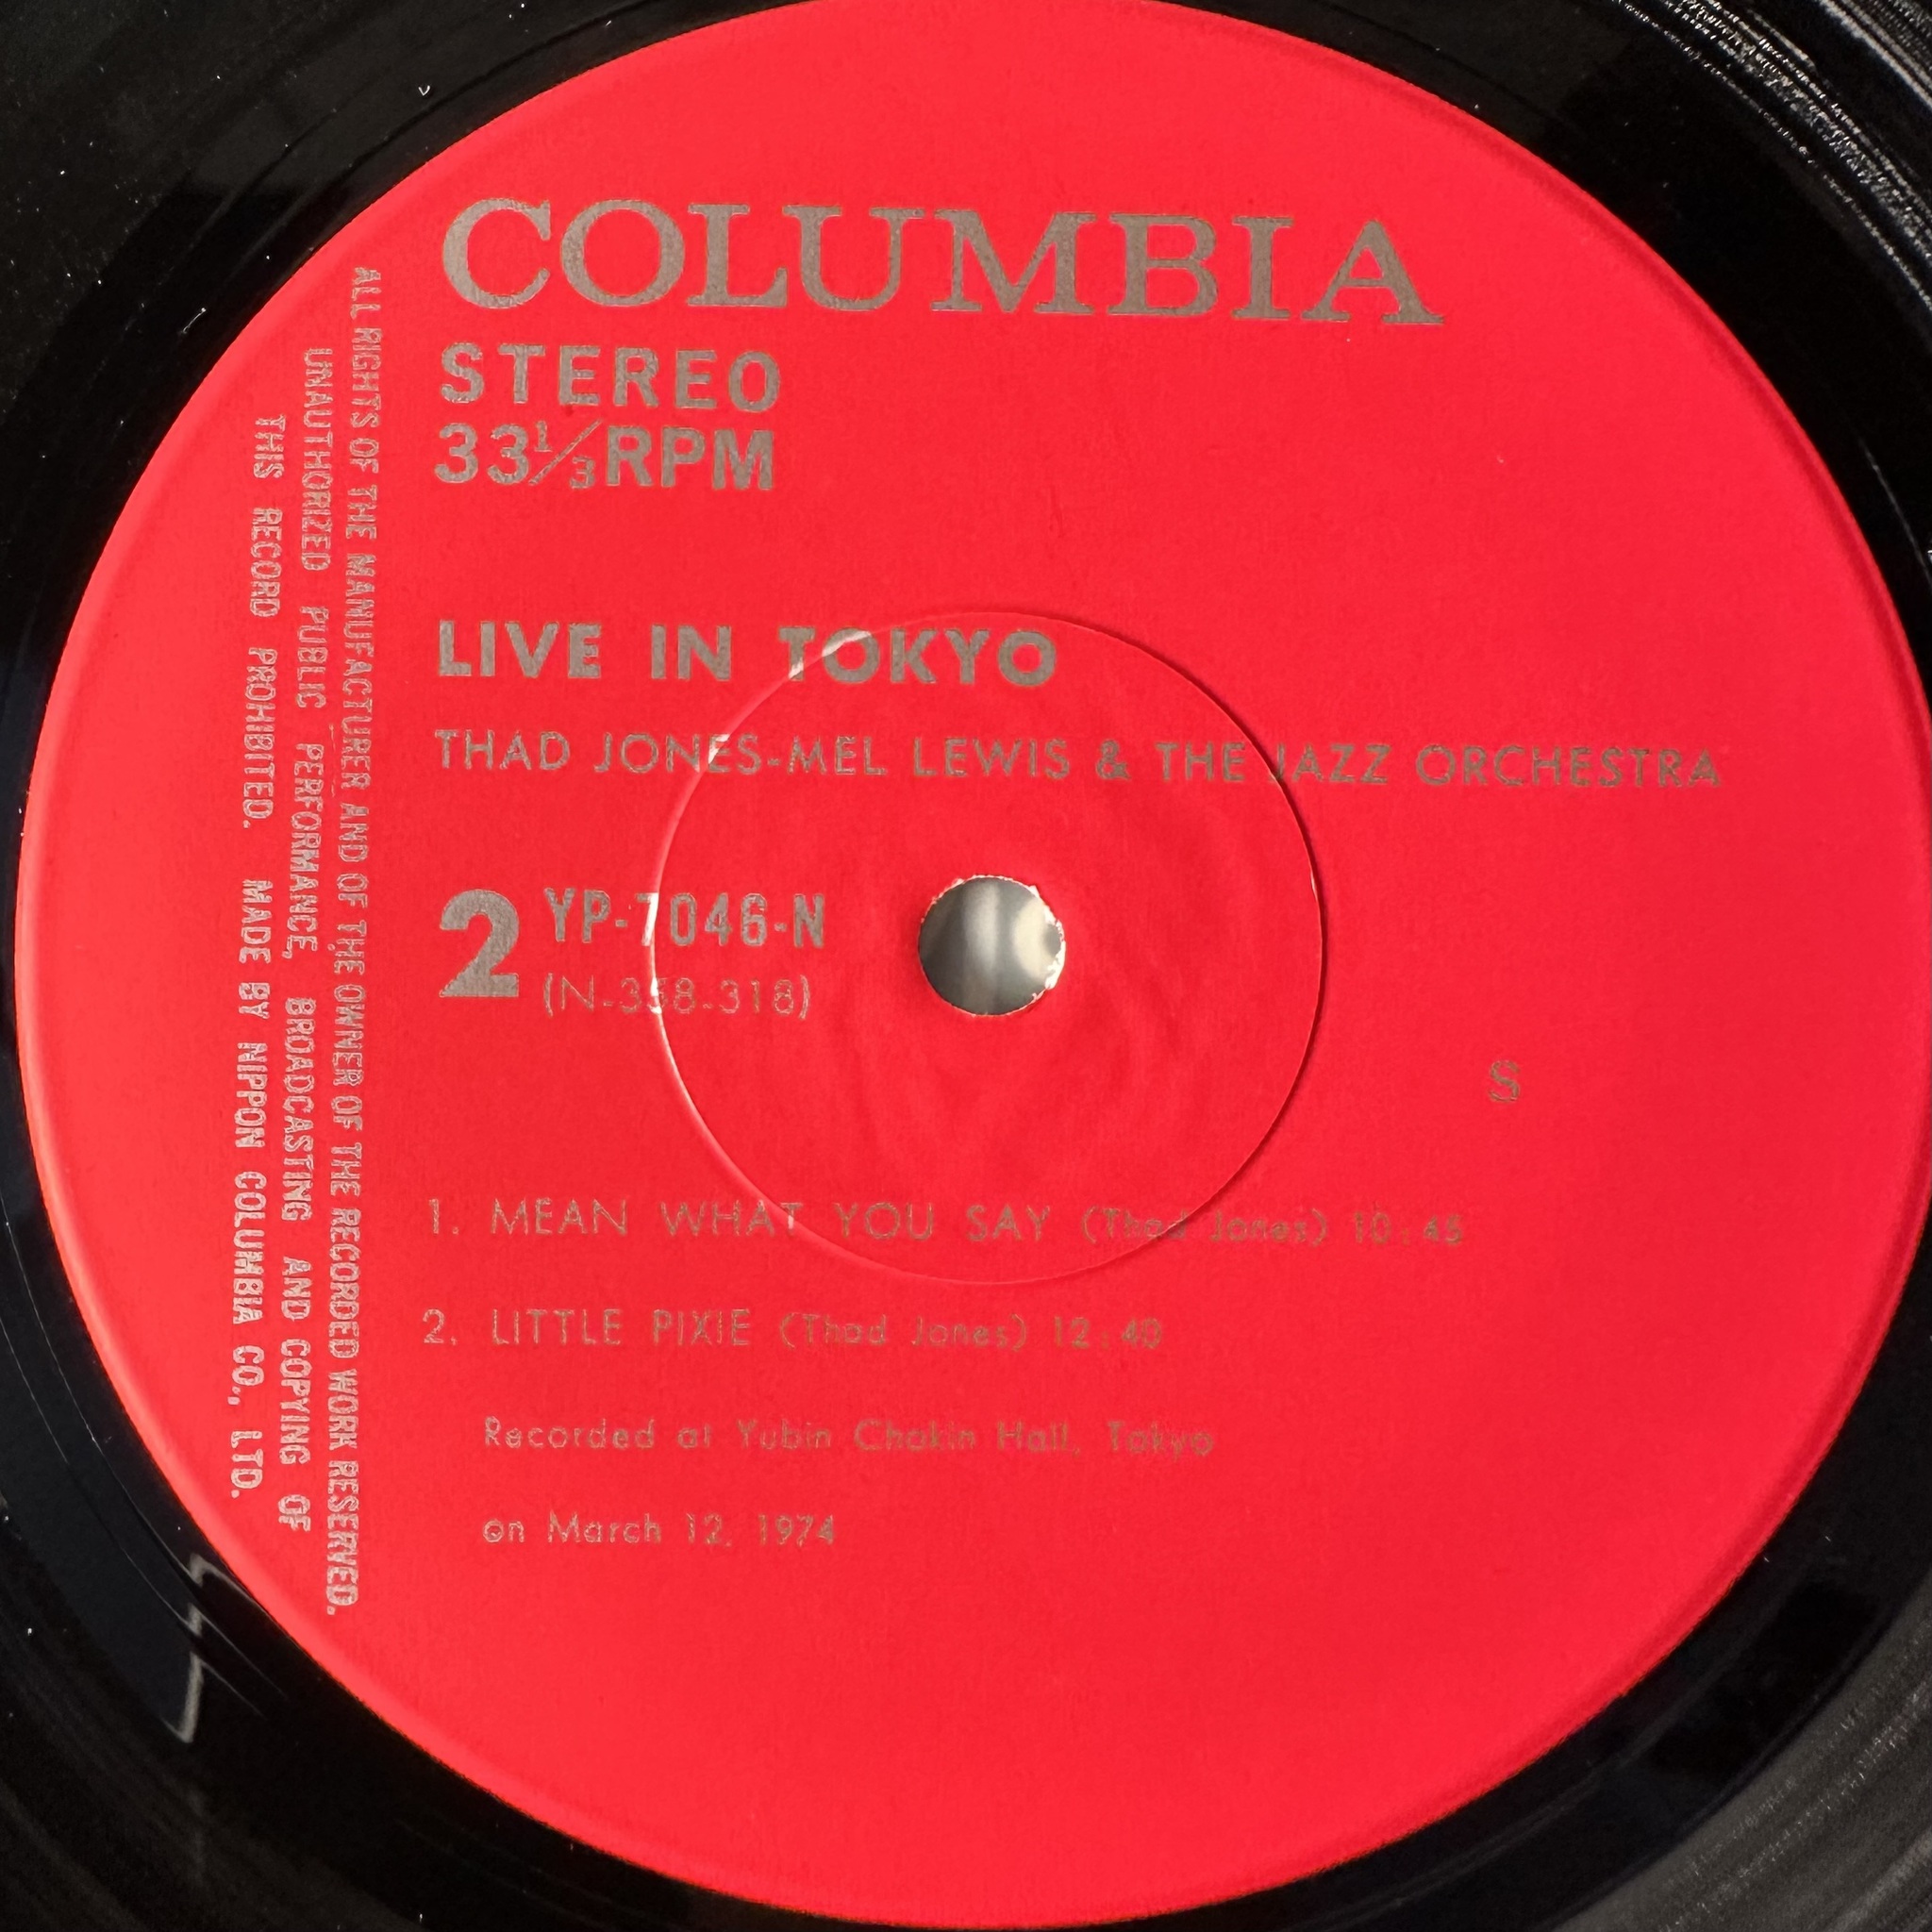 COLUMBIA
STEREO
33⅓RPM
LIVE IN TOKYO
THAD JONES-MEL LEWIS & THE JAZZ ORCHESTRA
2 YP-7046-N
(N-358-318)
S
1. MEAN WHAT YOU SAY (Thad Jones) 10:45
2. LITTLE PIXIE (Thad Jones) 12:40
Recorded at Yubin Chokin Hall, Tokyo
on March 12, 1974
ALL RIGHTS OF THE MANUFACTURER AND OF THE OWNER OF THE RECORDED WORK RESERVED.
UNAUTHORIZED PUBLIC PERFORMANCE, BROADCASTING AND COPYING OF
THIS RECORD PROHIBITED. MADE BY NIPPON COLUMBIA CO., LTD.